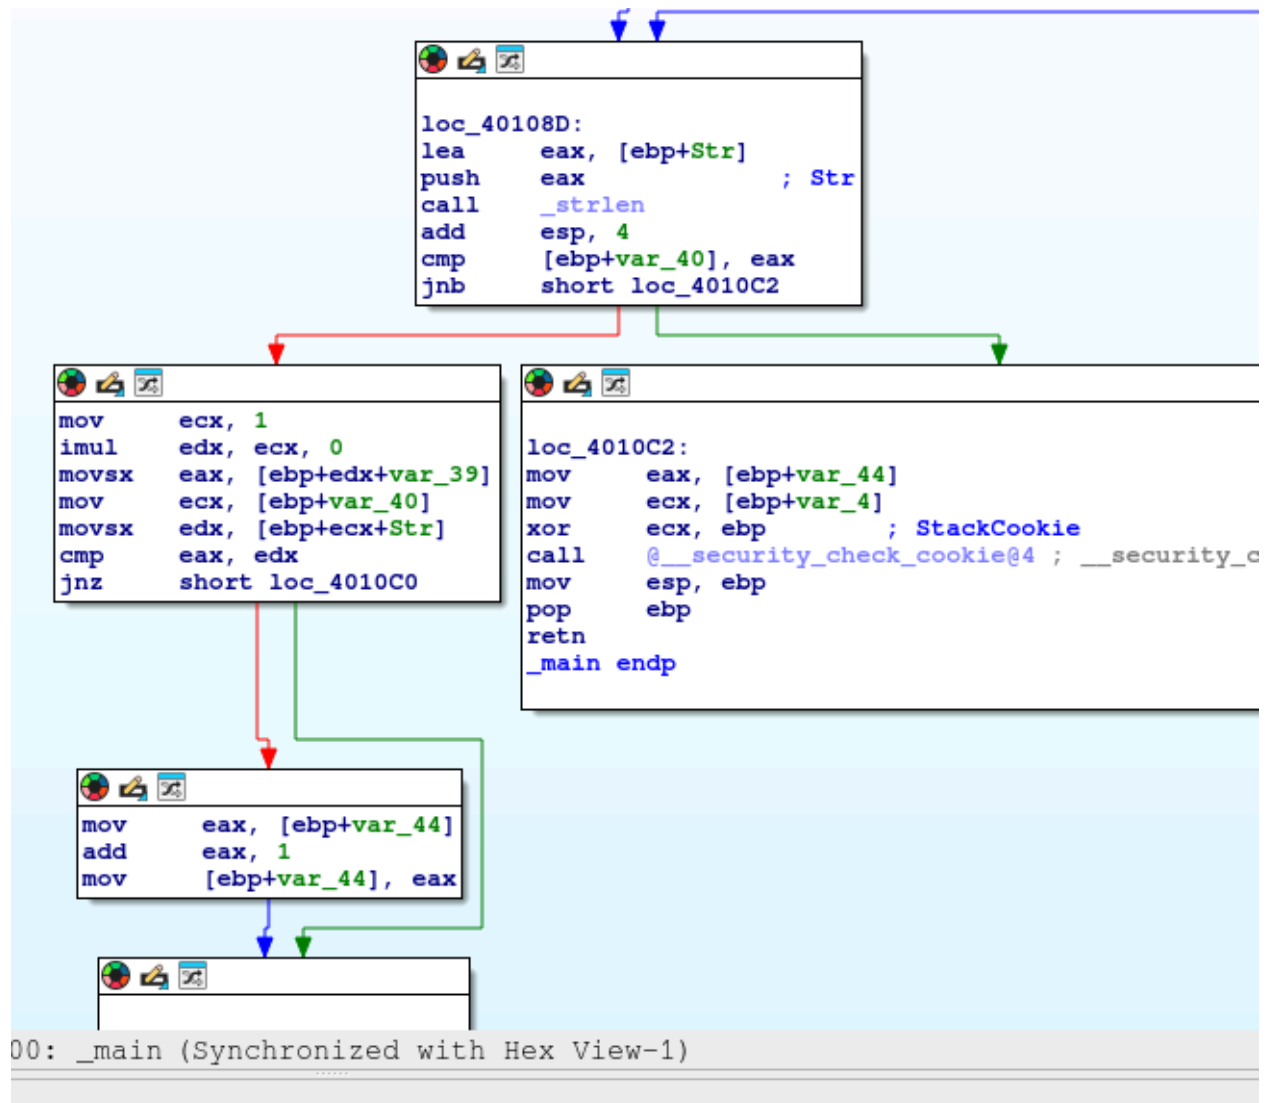 loc_40108D:
lea eax, [ebp+Str]
push eax ; Str
call _strlen
add esp, 4
cmp [ebp+var_40], eax
jnb short loc_4010C2
mov ecx, 1
imul edx, ecx, 0
movsx eax, [ebp+edx+var_39]
mov ecx, [ebp+var_40]
movsx edx, [ebp+ecx+Str]
cmp eax, edx
jnz short loc_4010C0
loc_4010C2:
mov eax, [ebp+var_44]
mov ecx, [ebp+var_4]
xor ecx, ebp ; StackCookie
call @__security_check_cookie@4 ; __security_c
mov esp, ebp
pop ebp
retn
_main endp
mov eax, [ebp+var_44]
add eax, 1
mov [ebp+var_44], eax
00: _main (Synchronized with Hex View-1)